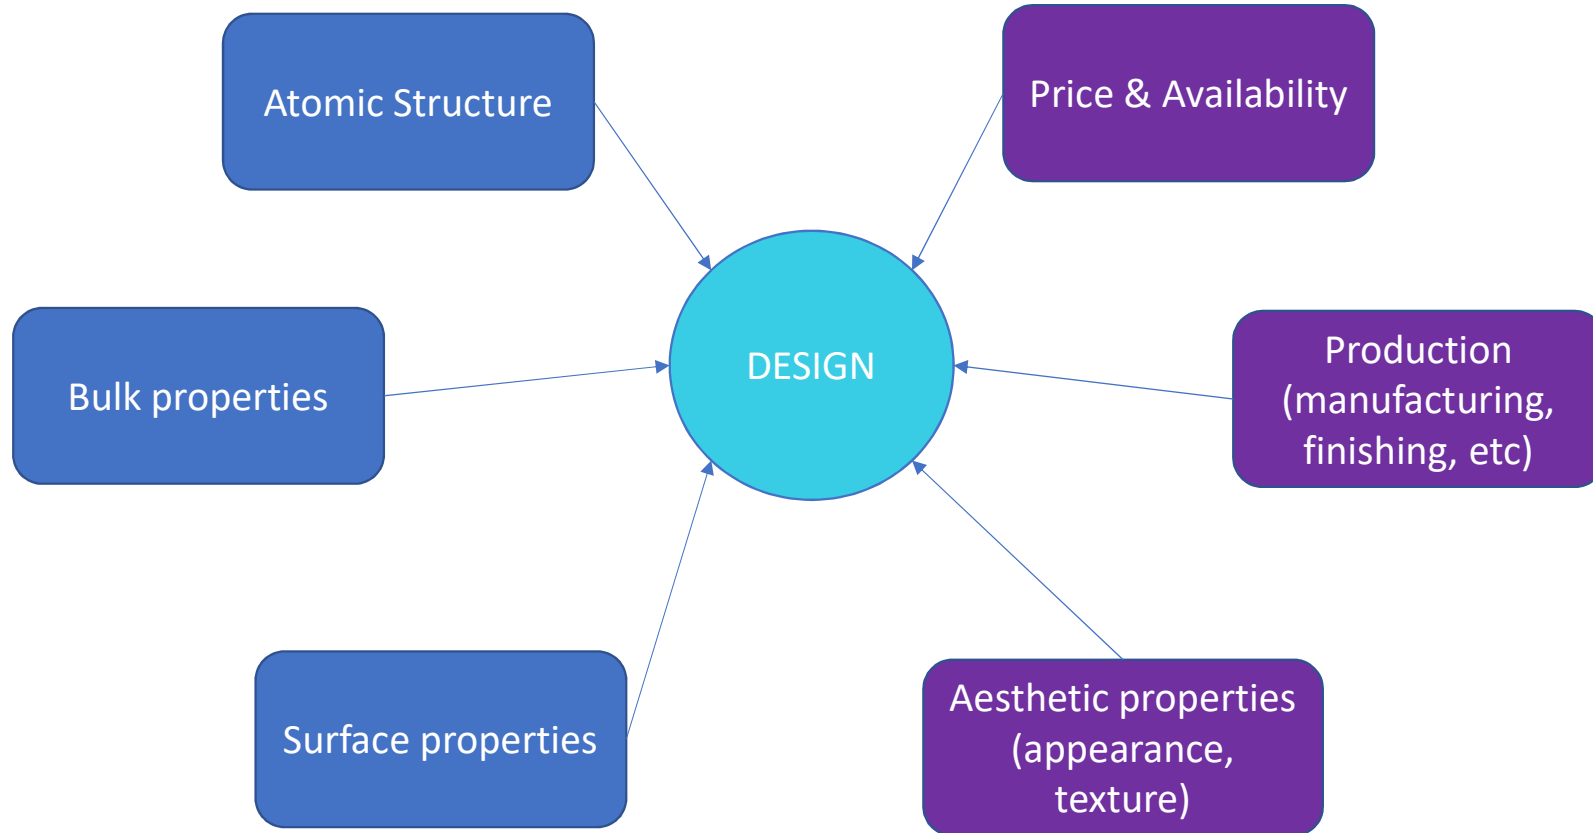 Atomic Structure
Price & Availability
Bulk properties
DESIGN
Production
(manufacturing,
finishing, etc)
Surface properties
Aesthetic properties
(appearance,
texture)